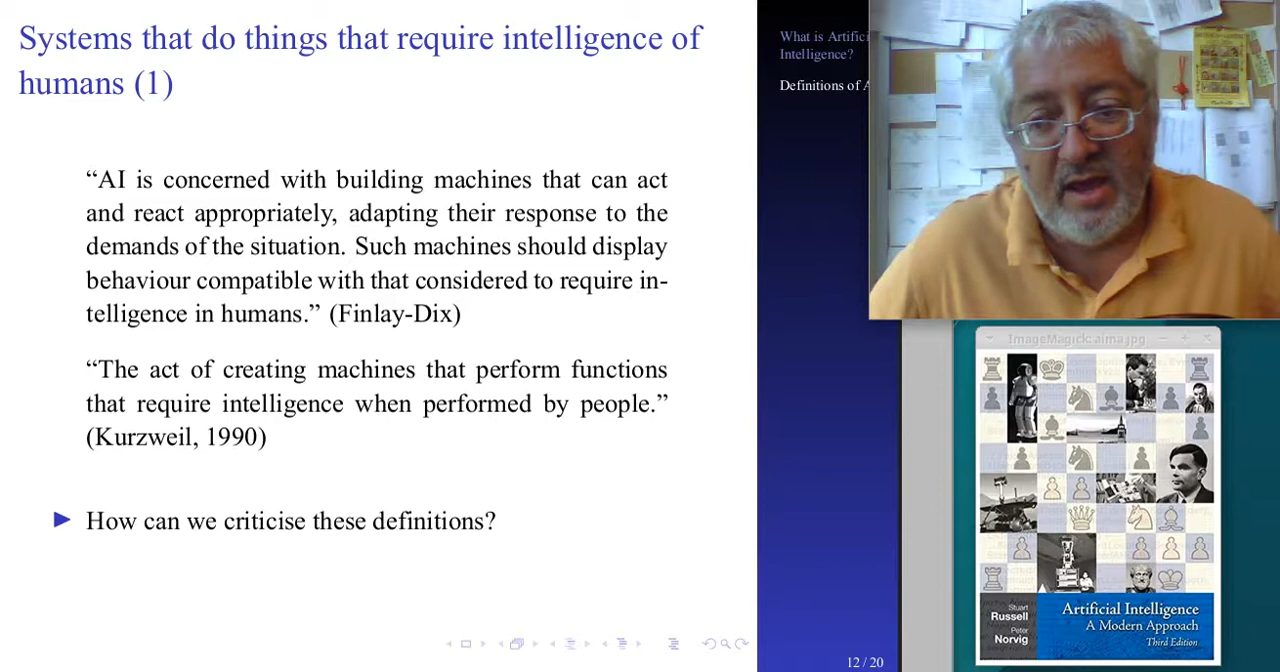 Systems that do things that require intelligence of
humans (1)
“AI is concerned with building machines that can act
and react appropriately, adapting their response to the
demands of the situation. Such machines should display
behaviour compatible with that considered to require in-
telligence in humans.” (Finlay-Dix)
“The act of creating machines that perform functions
that require intelligence when performed by people.”
(Kurzweil, 1990)
How can we criticise these definitions?
What is Artifici
Intelligence?
Definitions of A
12 / 20
ImageMagick: aima.jpg
Stuart
Russell
Peter
Norvig
Artificial Intelligence
A Modern Approach
Third Edition